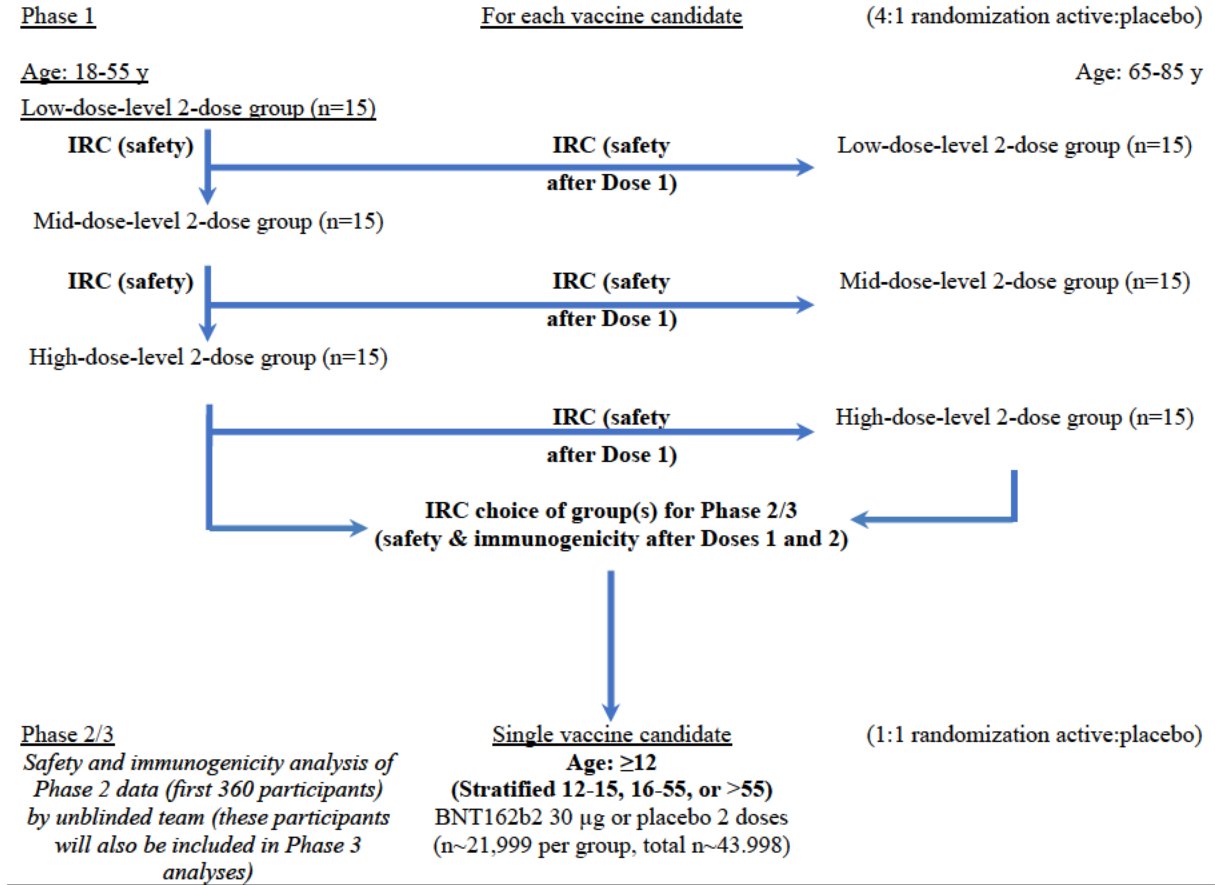 Phase 1 For each vaccine candidate (4:1 randomization active:placebo)
Age: 18-55 y Age: 65-85 y
Low-dose-level 2-dose group (n=15)
IRC (safety) IRC (safety Low-dose-level 2-dose group (n=15)
after Dose 1)
Mid-dose-level 2-dose group (n=15)
IRC (safety) IRC (safety Mid-dose-level 2-dose group (n=15)
after Dose 1)
High-dose-level 2-dose group (n=15)
IRC (safety High-dose-level 2-dose group (n=15)
after Dose 1)
IRC choice of group(s) for Phase 2/3
(safety & immunogenicity after Doses 1 and 2)
Phase 2/3 Single vaccine candidate (1:1 randomization active:placebo)
Safety and immunogenicity analysis of Age: ≥12
Phase 2 data (first 360 participants) (Stratified 12-15, 16-55, or >55)
by unblinded team (these participants BNT162b2 30 µg or placebo 2 doses
will also be included in Phase 3 (n~21,999 per group, total n~43.998)
analyses)